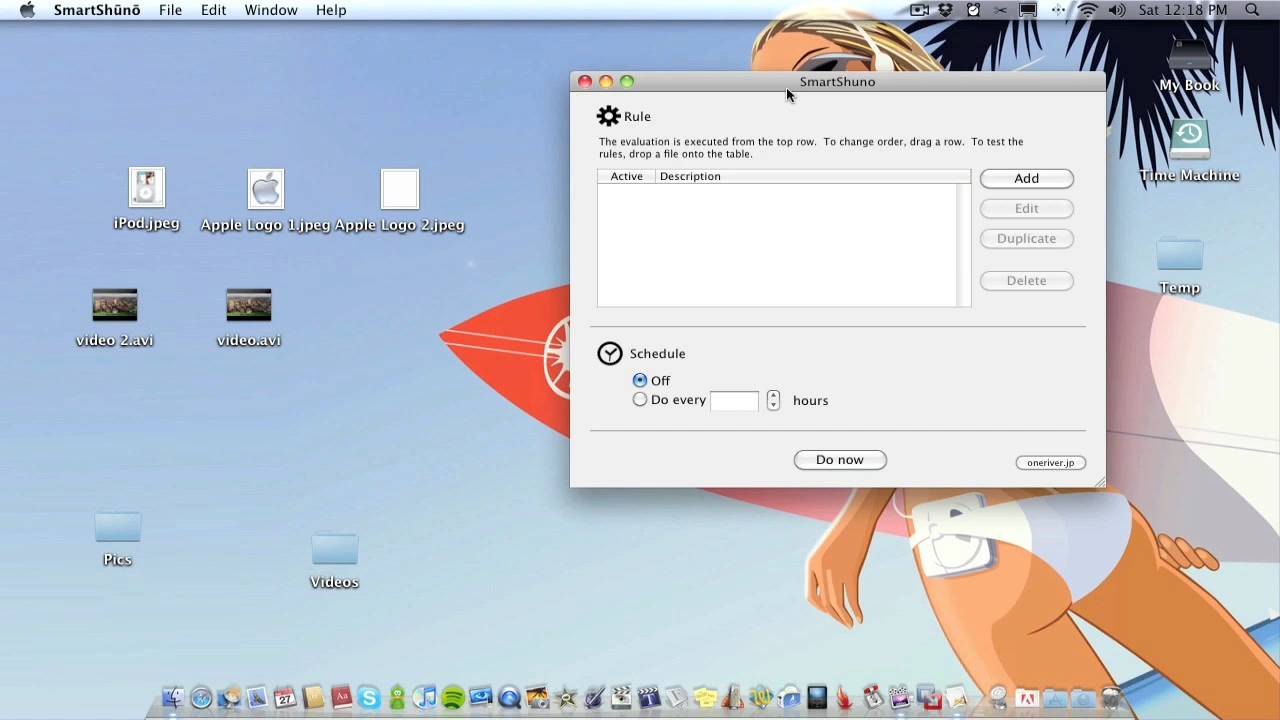 SmartShūnō File Edit Window Help Sat 12:18 PM
SmartShuno
Rule
The evaluation is executed from the top row. To change order, drag a row. To test the
rules, drop a file onto the table.
Active Description
Add
Edit
Duplicate
Delete
Schedule
Off
Do every hours
Do now
oneriver.jp
My Book
Time Machine
Temp
iPod.jpeg Apple Logo 1.jpeg Apple Logo 2.jpeg
video 2.avi video.avi
Pics
Videos
27
Aa